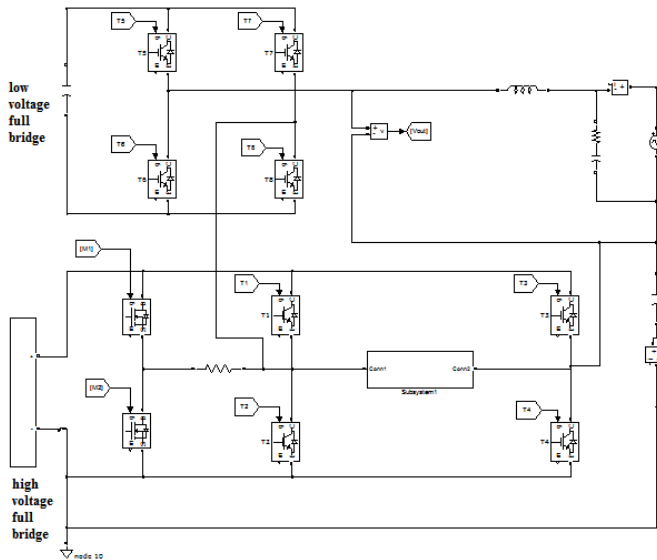 T5
T7
T5
T7
low
voltage
full
bridge
+
-
v
[Vout]
- +
T6
T8
T6
T8
[M1]
T1
T3
T1
T3
+
-
Conn1
Conn2
Subsystem1
[M2]
T2
T4
T2
T4
high
voltage
full
bridge
node 10